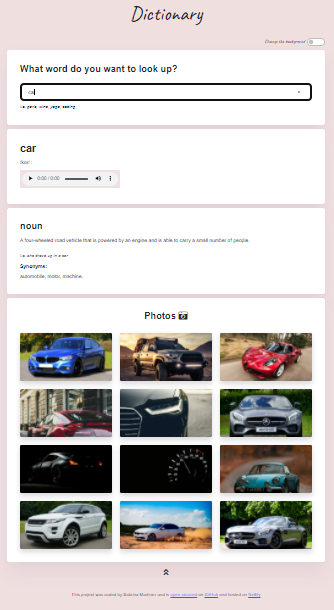 Dictionary
Change the background
What word do you want to look up?
car
i.e. paris, wine, yoga, coding
car
/kɑr/
0:00 / 0:00
noun
A four-wheeled road vehicle that is powered by an engine and is able to carry a small number of people.
i.e. she drove up in a car
Synonyms:
automobile, motor, machine,
Photos
This project was coded by Martinez and is open-sourced on GitHub and hosted on Netlify